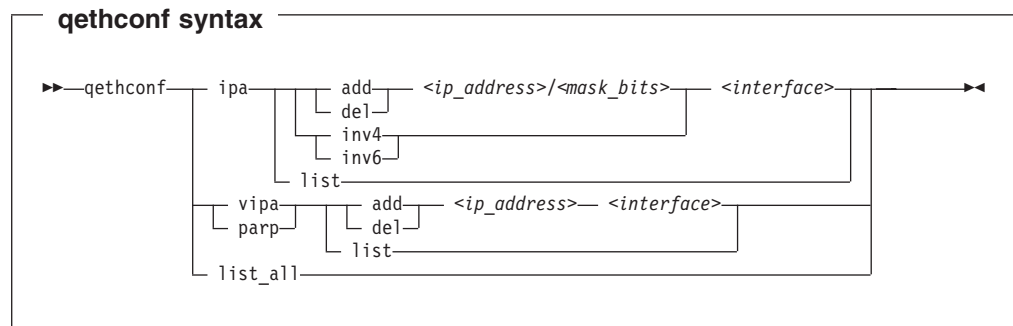 qethconf syntax
qethconf ipa add <ip_address>/<mask_bits> <interface>
del
inv4
inv6
list
vipa add <ip_address> <interface>
parp del
list
list_all